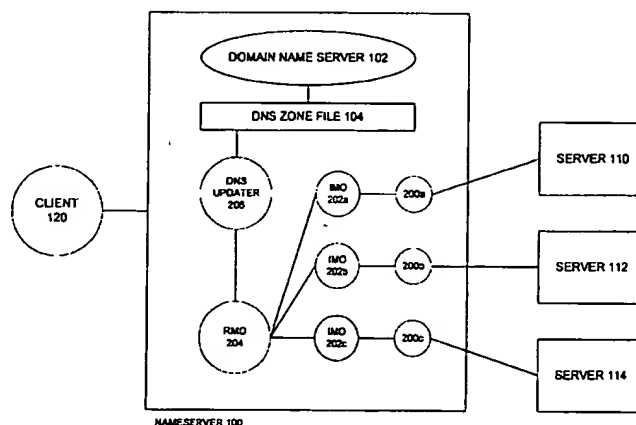 DOMAIN NAME SERVER 102
DNS ZONE FILE 104
DNS
UPDATER
206
CLIENT
120
IMO
202a
200a
SERVER 110
IMO
202b
200b
SERVER 112
RMO
204
IMO
202c
200c
SERVER 114
NAMESERVER 100